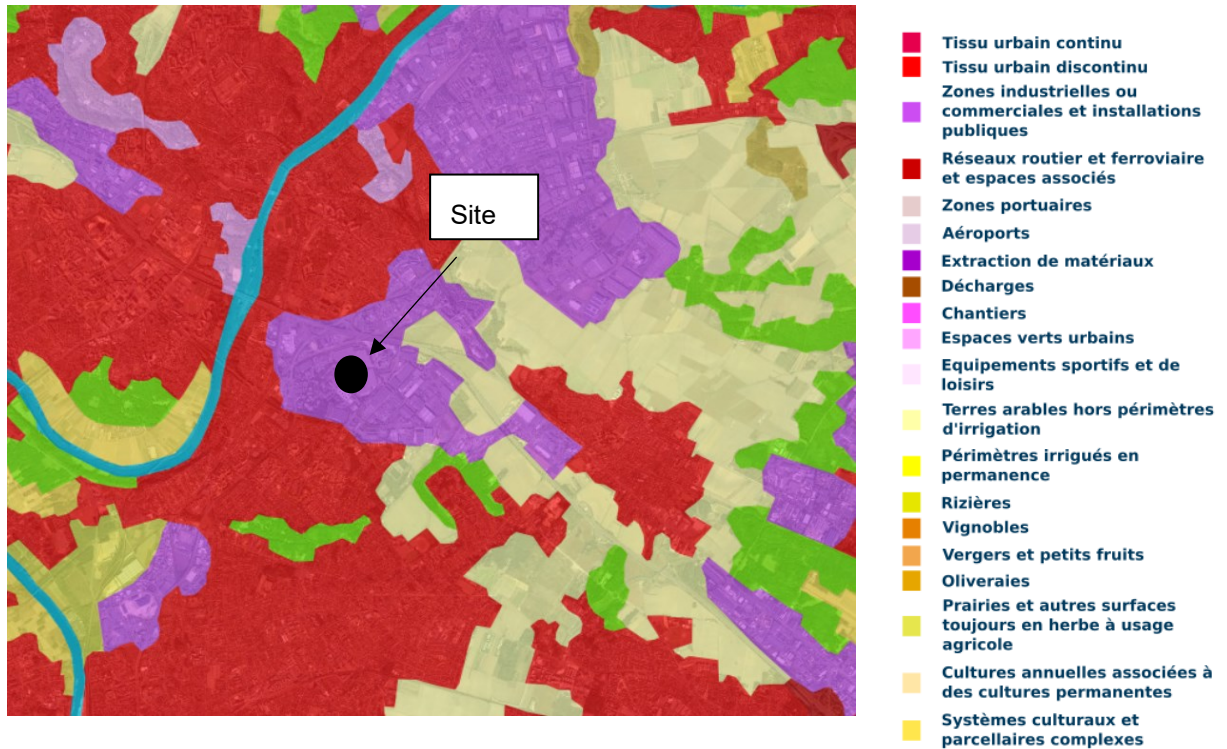 Site
Tissu urbain continu
Tissu urbain discontinu
Zones industrielles ou
commerciales et installations
publiques
Réseaux routier et ferroviaire
et espaces associés
Zones portuaires
Aéroports
Extraction de matériaux
Décharges
Chantiers
Espaces verts urbains
Equipements sportifs et de
loisirs
Terres arables hors périmètres
d'irrigation
Périmètres irrigués en
permanence
Rizières
Vignobles
Vergers et petits fruits
Oliveraies
Prairies et autres surfaces
toujours en herbe à usage
agricole
Cultures annuelles associées à
des cultures permanentes
Systèmes culturaux et
parcellaires complexes